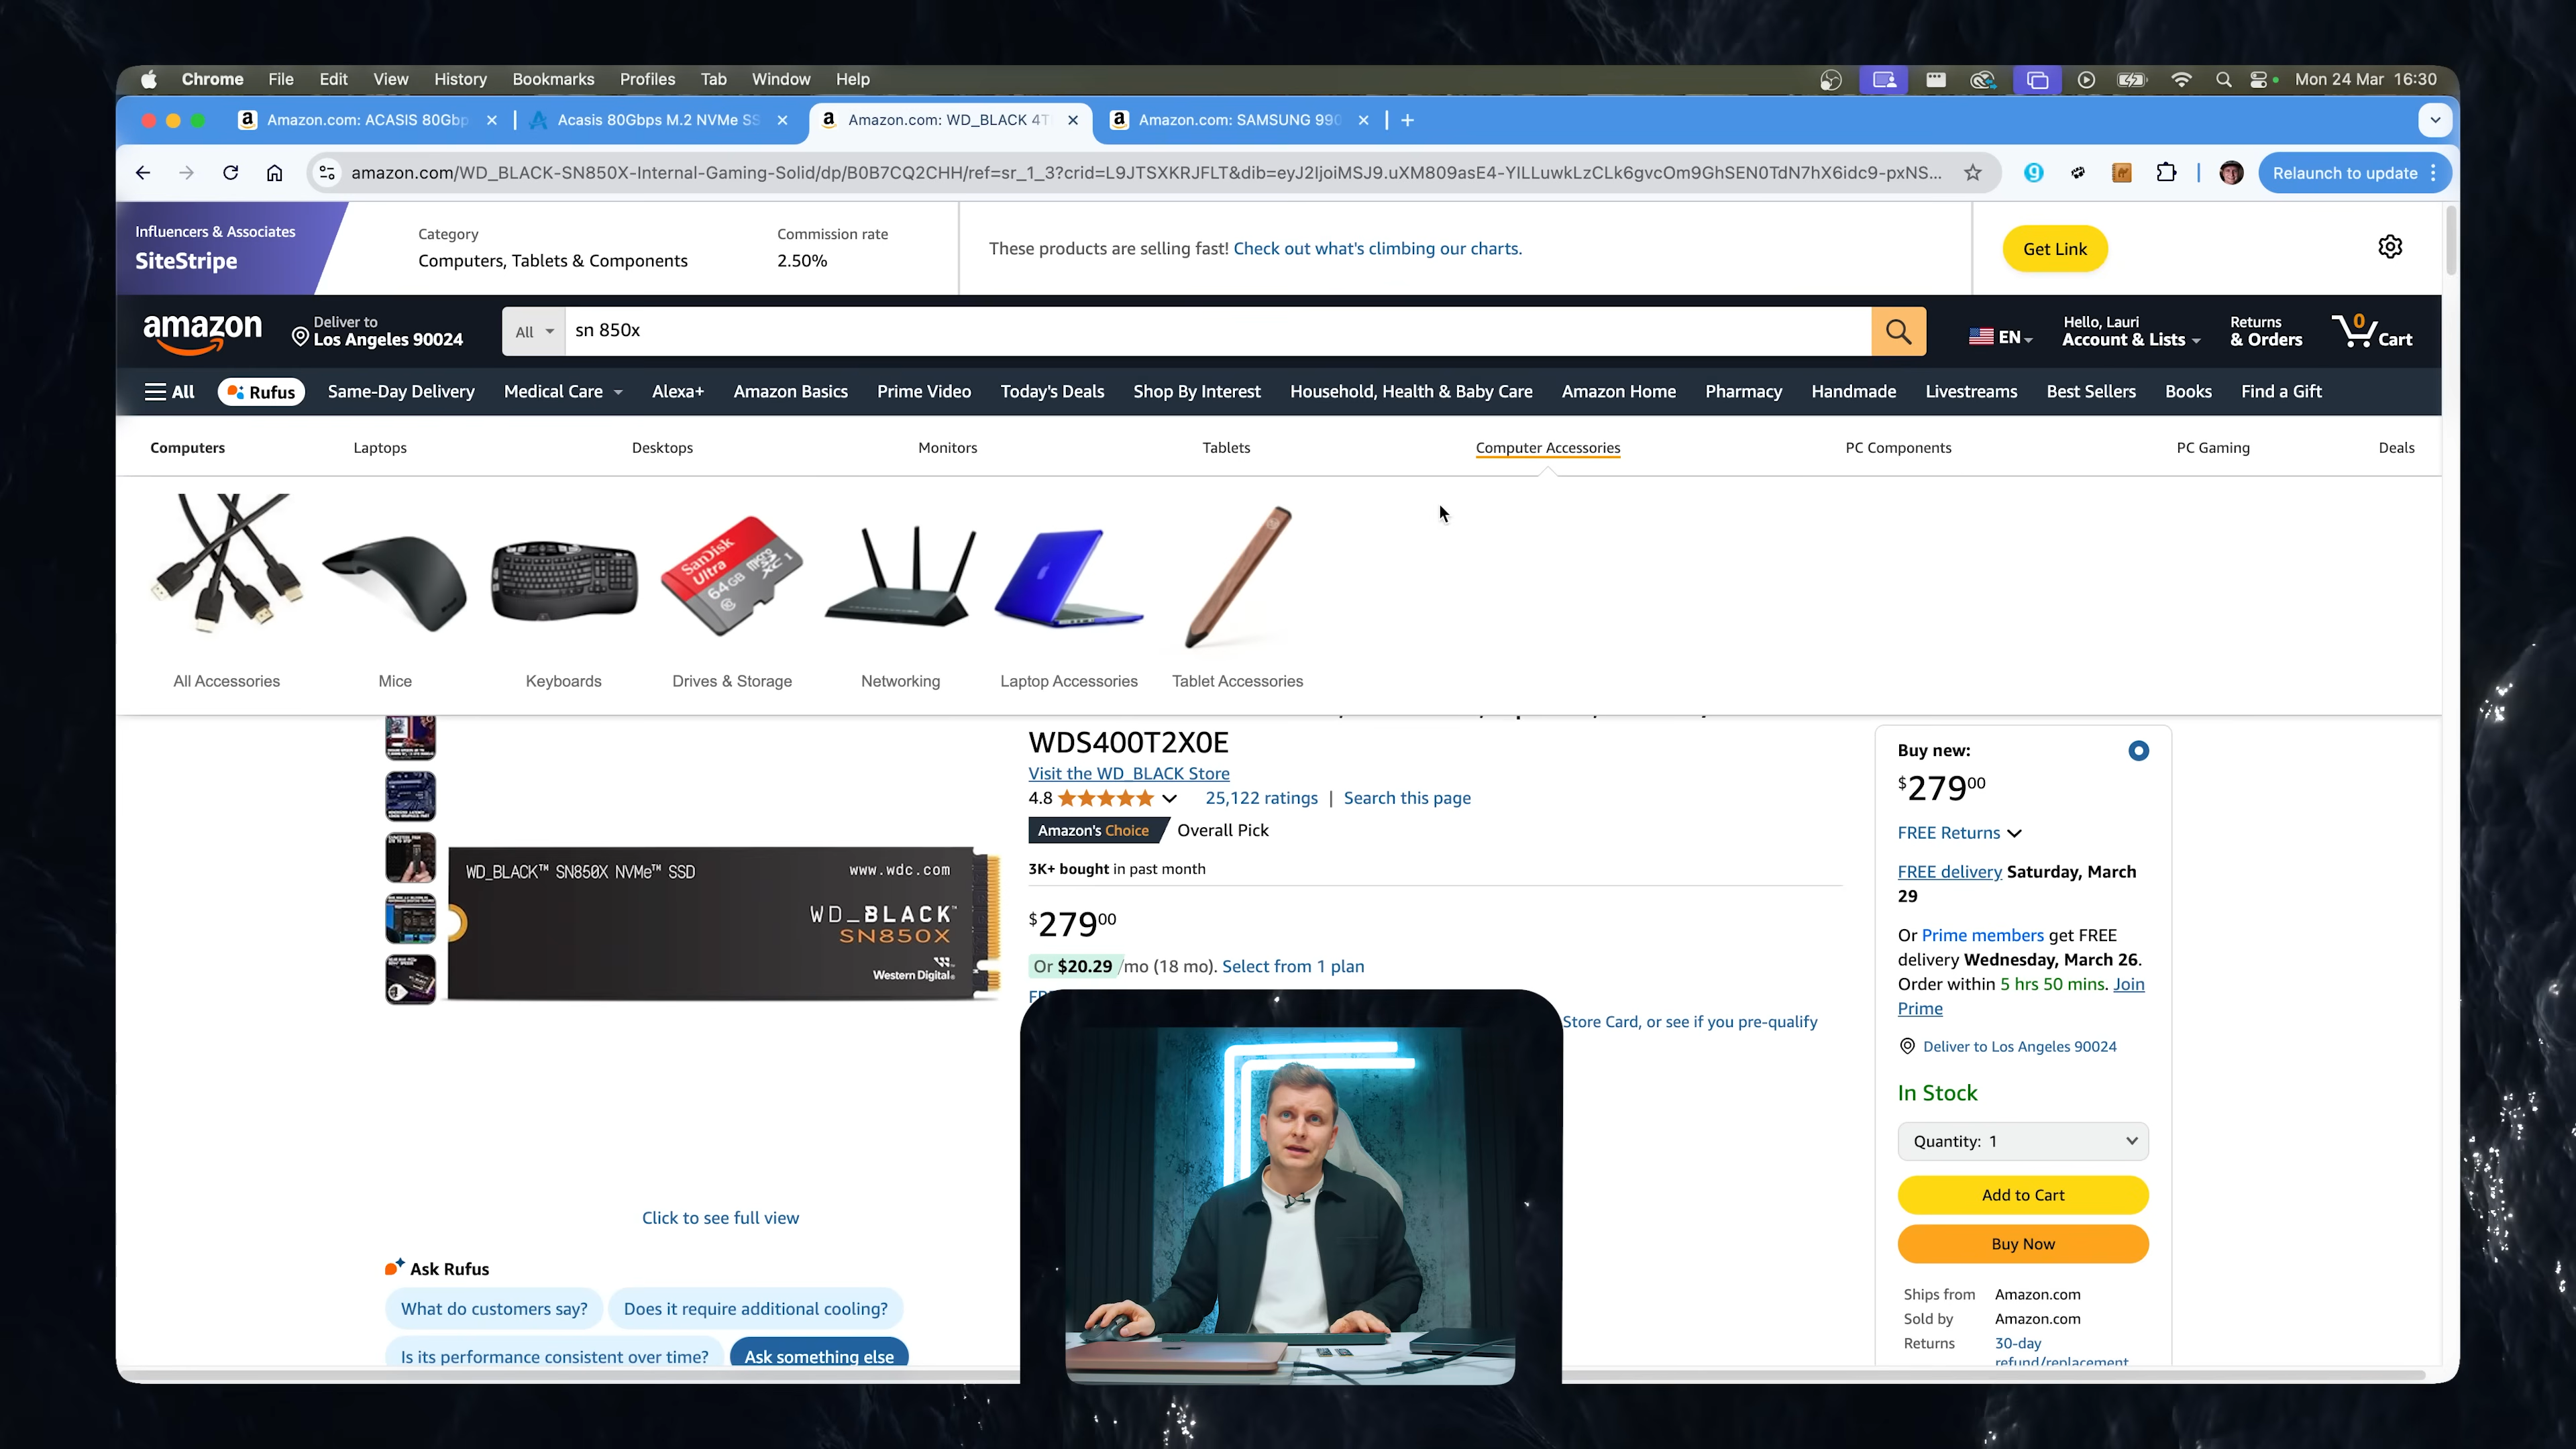 Chrome File Edit View History Bookmarks Profiles Tab Window Help
Mon 24 Mar 16:30
Amazon.com: ACASIS 80Gbp
Acasis 80Gbps M.2 NVMe SS
Amazon.com: WD_BLACK 4T
Amazon.com: SAMSUNG 990
amazon.com/WD_BLACK-SN850X-Internal-Gaming-Solid/dp/B0B7CQ2CHH/ref=sr_1_3?crid=L9JTSXKRJFLT&dib=eyJ2IjoiMSJ9.uXM809asE4-YILLuwkLzCLk6gvcOm9GhSEN0TdN7hX6idc9-pxNS...
Relaunch to update
Influencers & Associates
SiteStripe
Category
Computers, Tablets & Components
Commission rate
2.50%
These products are selling fast! Check out what's climbing our charts.
Get Link
amazon
Deliver to
Los Angeles 90024
All
sn 850x
EN
Hello, Lauri
Account & Lists
Returns
& Orders
0
Cart
All
Rufus
Same-Day Delivery
Medical Care
Alexa+
Amazon Basics
Prime Video
Today's Deals
Shop By Interest
Household, Health & Baby Care
Amazon Home
Pharmacy
Handmade
Livestreams
Best Sellers
Books
Find a Gift
Computers
Laptops
Desktops
Monitors
Tablets
Computer Accessories
PC Components
PC Gaming
Deals
SanDisk
Ultra
64GB
micro
All Accessories
Mice
Keyboards
Drives & Storage
Networking
Laptop Accessories
Tablet Accessories
WDS400T2X0E
Visit the WD_BLACK Store
4.8
25,122 ratings | Search this page
Amazon's Choice Overall Pick
3K+ bought in past month
$27900
Or $20.29 /mo (18 mo). Select from 1 plan
Store Card, or see if you pre-qualify
WD_BLACK™ SN850X NVMe™ SSD
www.wdc.com
WD_BLACK™
SN850X
Western Digital®
Click to see full view
Ask Rufus
What do customers say?
Does it require additional cooling?
Is its performance consistent over time?
Ask something else
Buy new:
$27900
FREE Returns
FREE delivery Saturday, March
29
Or Prime members get FREE
delivery Wednesday, March 26.
Order within 5 hrs 50 mins. Join
Prime
Deliver to Los Angeles 90024
In Stock
Quantity: 1
Add to Cart
Buy Now
Ships from Amazon.com
Sold by Amazon.com
Returns 30-day
refund/replacement